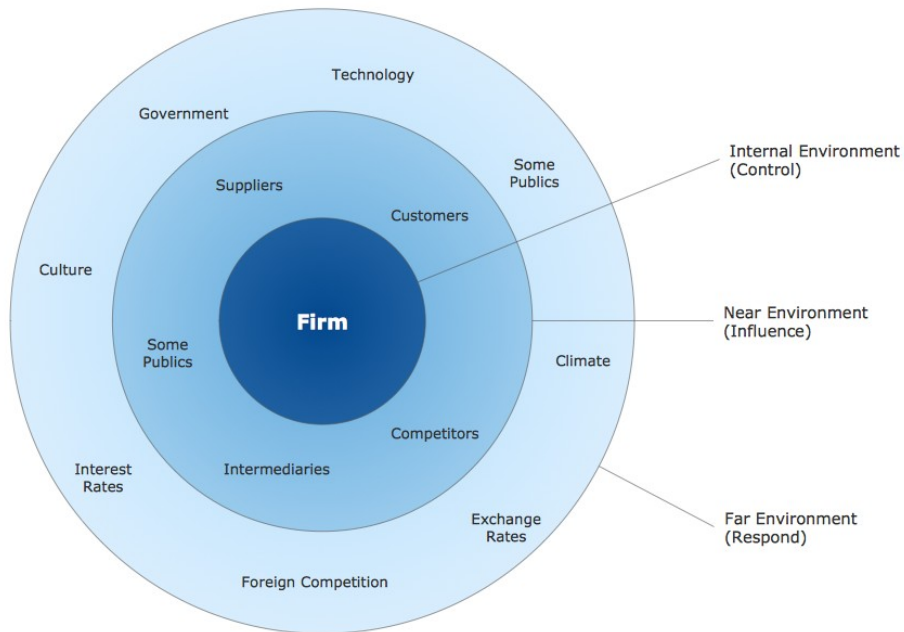 Technology
Government
Some
Publics
Internal Environment
(Control)
Suppliers
Customers
Culture
Firm
Near Environment
(Influence)
Some
Publics
Climate
Competitors
Intermediaries
Interest
Rates
Exchange
Rates
Far Environment
(Respond)
Foreign Competition